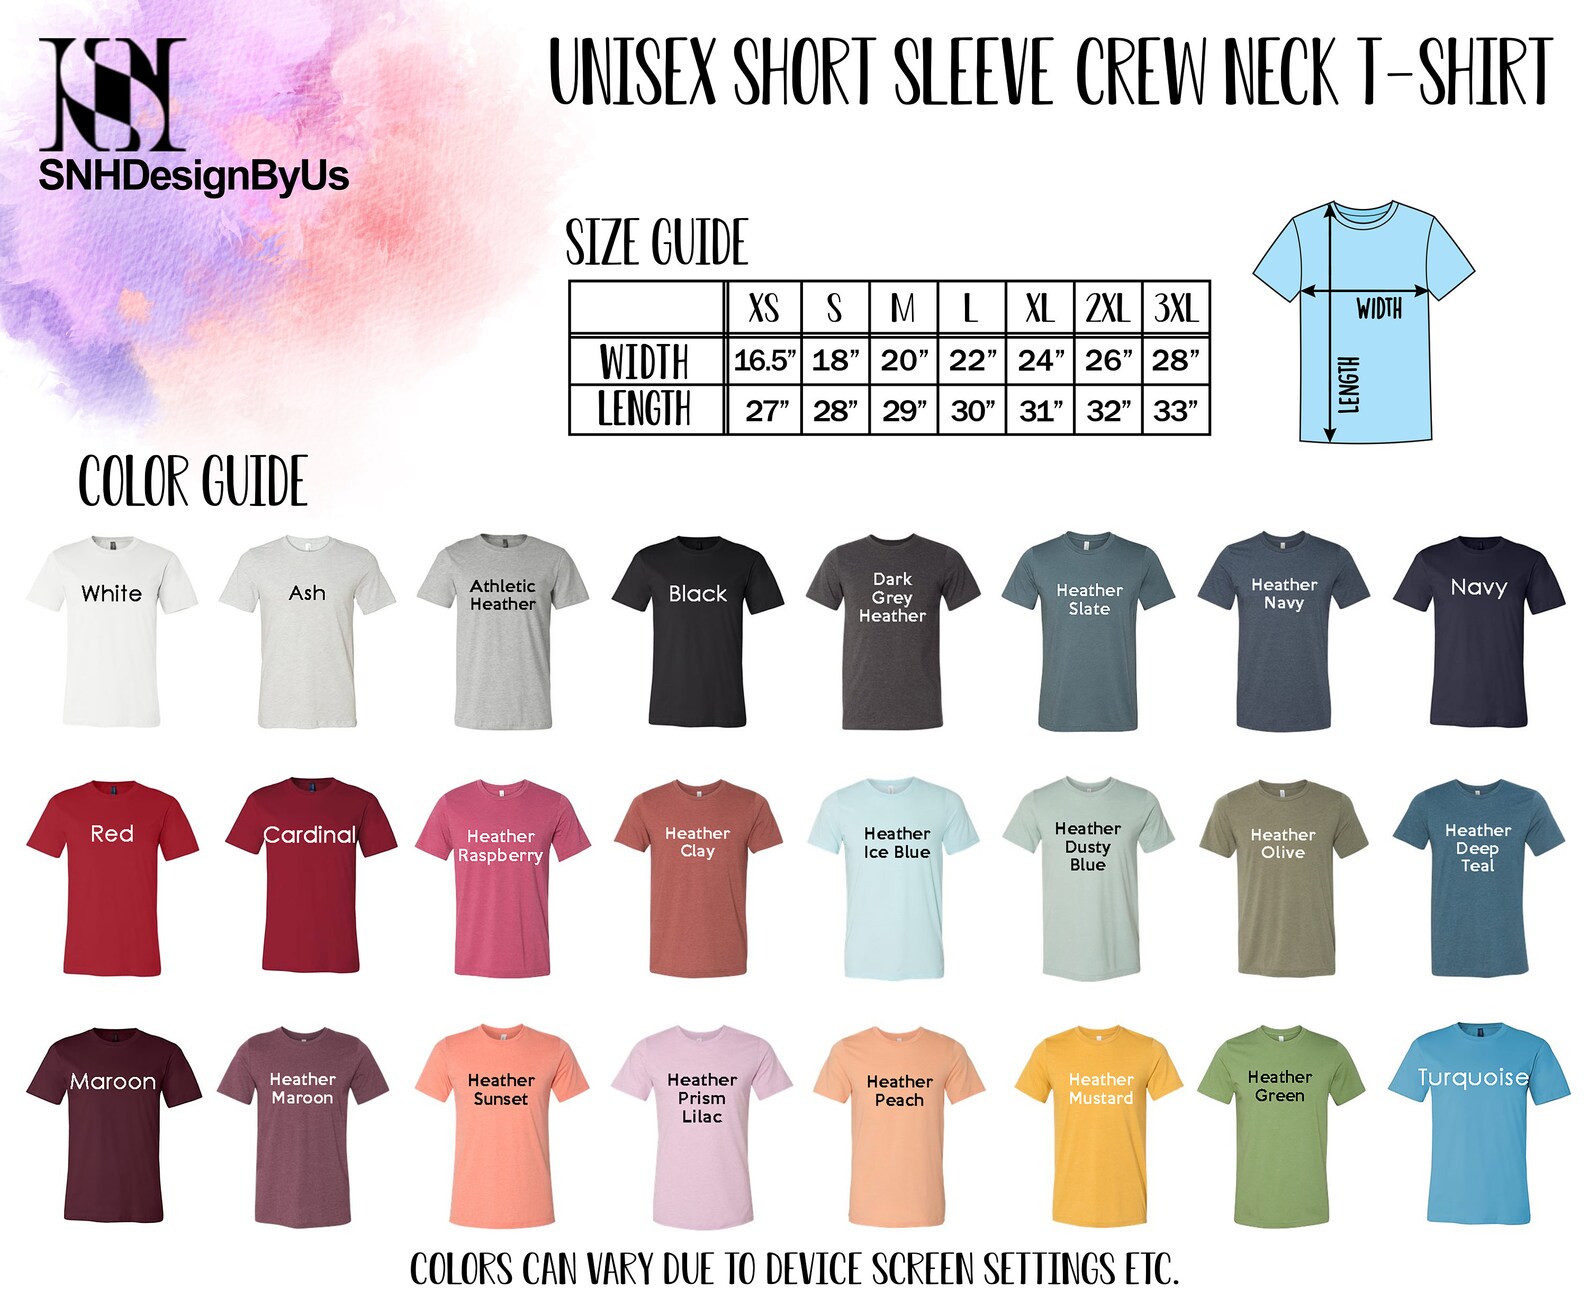 NSH
SNHDesignByUs
UNISEX SHORT SLEEVE CREW NECK T-SHIRT
SIZE GUIDE
XS S M L XL 2XL 3XL
WIDTH 16.5” 18” 20” 22” 24” 26” 28”
LENGTH 27” 28” 29” 30” 31” 32” 33”
WIDTH
LENGTH
COLOR GUIDE
White
Ash
Athletic
Heather
Black
Dark
Grey
Heather
Heather
Slate
Heather
Navy
Navy
Red
Cardinal
Heather
Raspberry
Heather
Clay
Heather
Ice Blue
Heather
Dusty
Blue
Heather
Olive
Heather
Deep
Teal
Maroon
Heather
Maroon
Heather
Sunset
Heather
Prism
Lilac
Heather
Peach
Heather
Mustard
Heather
Green
Turquoise
COLORS CAN VARY DUE TO DEVICE SCREEN SETTINGS ETC.